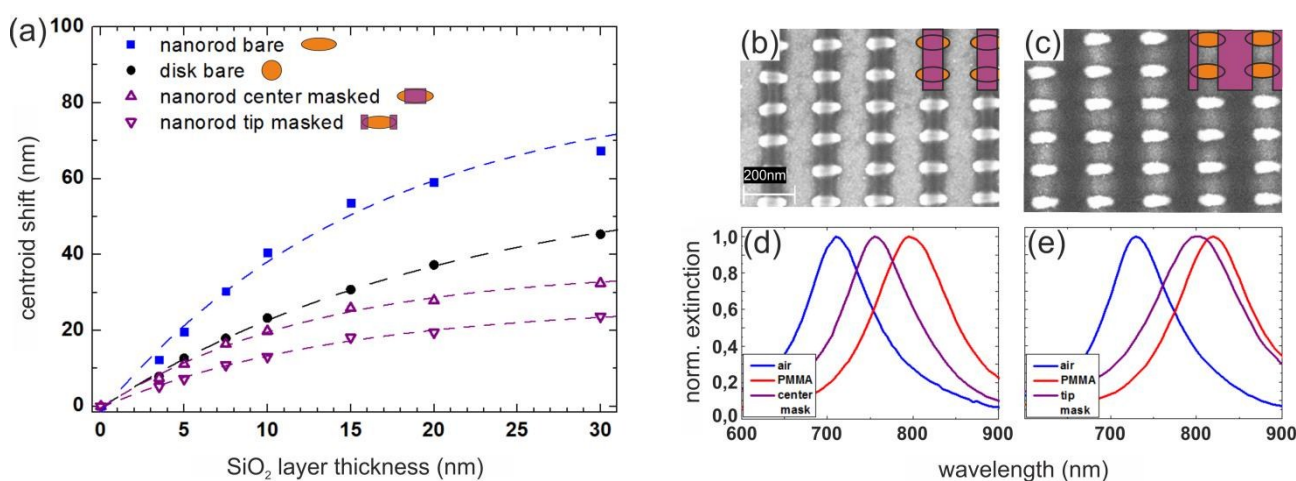 (a)
100
80
60
40
20
0
centroid shift (nm)
nanorod bare
disk bare
nanorod center masked
nanorod tip masked
0 5 10 15 20 25 30
SiO₂ layer thickness (nm)
(b)
200nm
(c)
(d)
1,0
0,8
0,6
0,4
0,2
0,0
norm. extinction
air
PMMA
center
mask
600 700 800 900
(e)
air
PMMA
tip
mask
700 800 900
wavelength (nm)